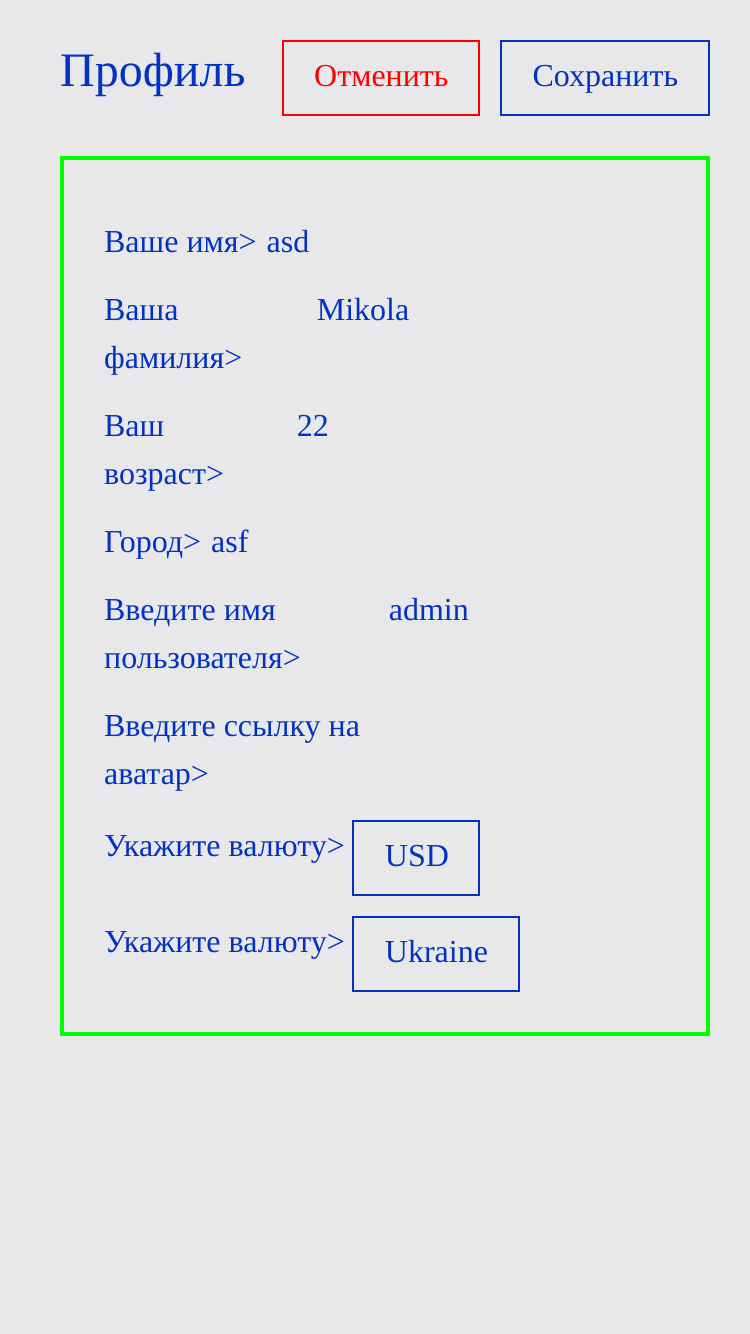 Профиль Отменить Сохранить
Ваше имя> asd
Ваша Mikola
фамилия>
Ваш 22
возраст>
Город> asf
Введите имя admin
пользователя>
Введите ссылку на
аватар>
Укажите валюту> USD
Укажите валюту> Ukraine